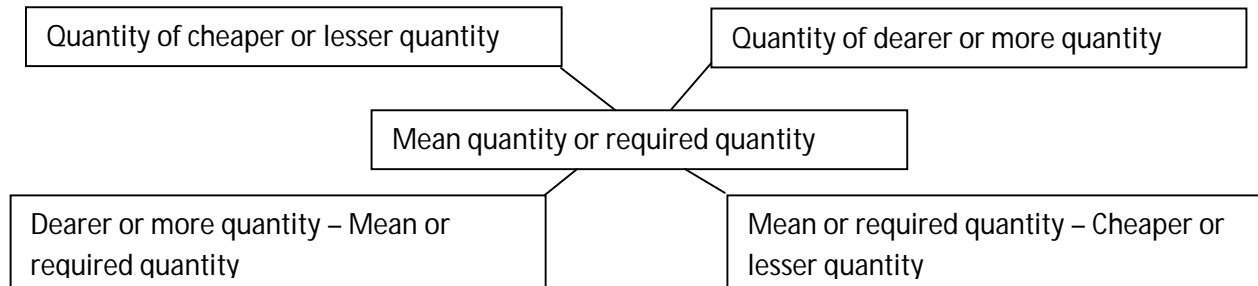 Quantity of cheaper or lesser quantity
Quantity of dearer or more quantity
Mean quantity or required quantity
Dearer or more quantity – Mean or
required quantity
Mean or required quantity – Cheaper or
lesser quantity